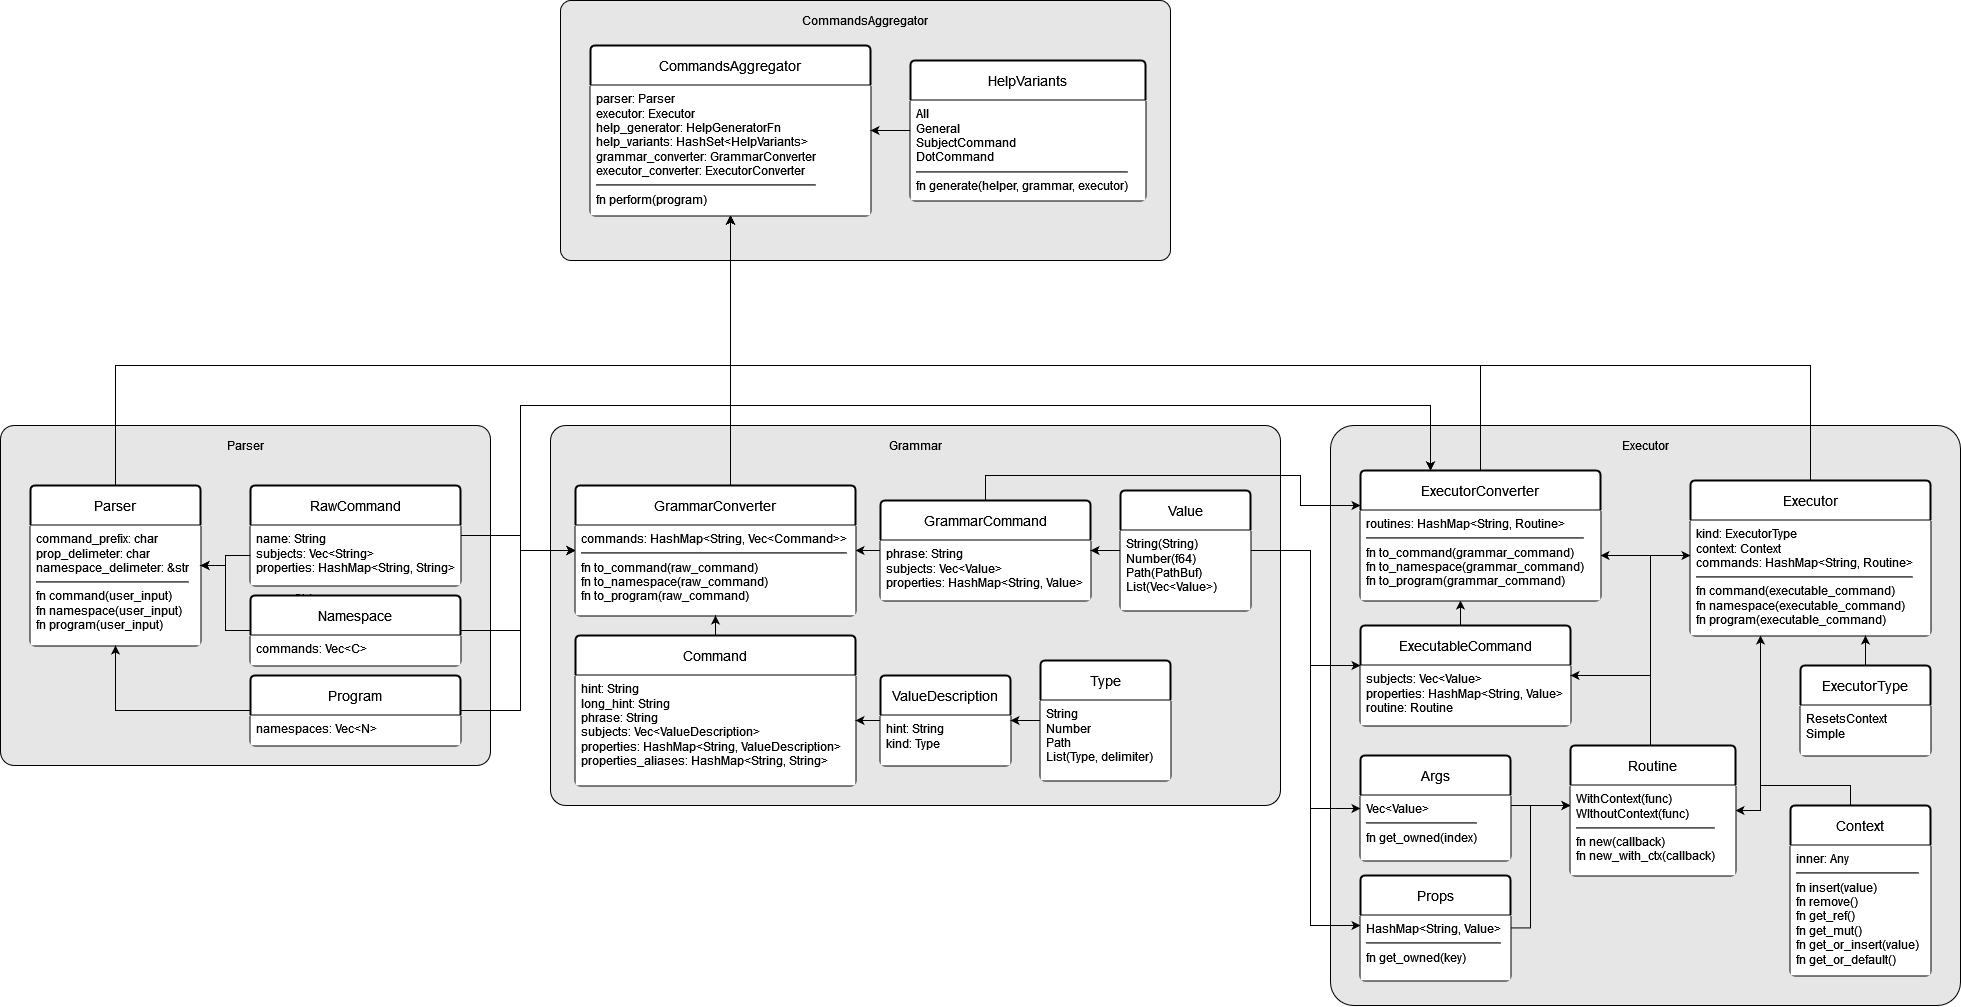 CommandsAggregator
CommandsAggregator
parser: Parser
executor: Executor
help_generator: HelpGeneratorFn
help_variants: HashSet<HelpVariants>
grammar_converter: GrammarConverter
executor_converter: ExecutorConverter
fn perform(program)
HelpVariants
All
General
SubjectCommand
DotCommand
fn generate(helper, grammar, executor)
Parser
Parser
command_prefix: char
prop_delimeter: char
namespace_delimeter: &str
fn command(user_input)
fn namespace(user_input)
fn program(user_input)
RawCommand
name: String
subjects: Vec<String>
properties: HashMap<String, String>
Namespace
commands: Vec<C>
Program
namespaces: Vec<N>
Grammar
GrammarConverter
commands: HashMap<String, Vec<Command>>
fn to_command(raw_command)
fn to_namespace(raw_command)
fn to_program(raw_command)
GrammarCommand
phrase: String
subjects: Vec<Value>
properties: HashMap<String, Value>
Value
String(String)
Number(f64)
Path(PathBuf)
List(Vec<Value>)
Command
hint: String
long_hint: String
phrase: String
subjects: Vec<ValueDescription>
properties: HashMap<String, ValueDescription>
properties_aliases: HashMap<String, String>
ValueDescription
hint: String
kind: Type
Type
String
Number
Path
List(Type, delimiter)
Executor
ExecutorConverter
routines: HashMap<String, Routine>
fn to_command(grammar_command)
fn to_namespace(grammar_command)
fn to_program(grammar_command)
Executor
kind: ExecutorType
context: Context
commands: HashMap<String, Routine>
fn command(executable_command)
fn namespace(executable_command)
fn program(executable_command)
ExecutableCommand
subjects: Vec<Value>
properties: HashMap<String, Value>
routine: Routine
ExecutorType
ResetsContext
Simple
Args
Vec<Value>
fn get_owned(index)
Routine
WithContext(func)
WIthoutContext(func)
fn new(callback)
fn new_with_ctx(callback)
Props
HashMap<String, Value>
fn get_owned(key)
Context
inner: Any
fn insert(value)
fn remove()
fn get_ref()
fn get_mut()
fn get_or_insert(value)
fn get_or_default()